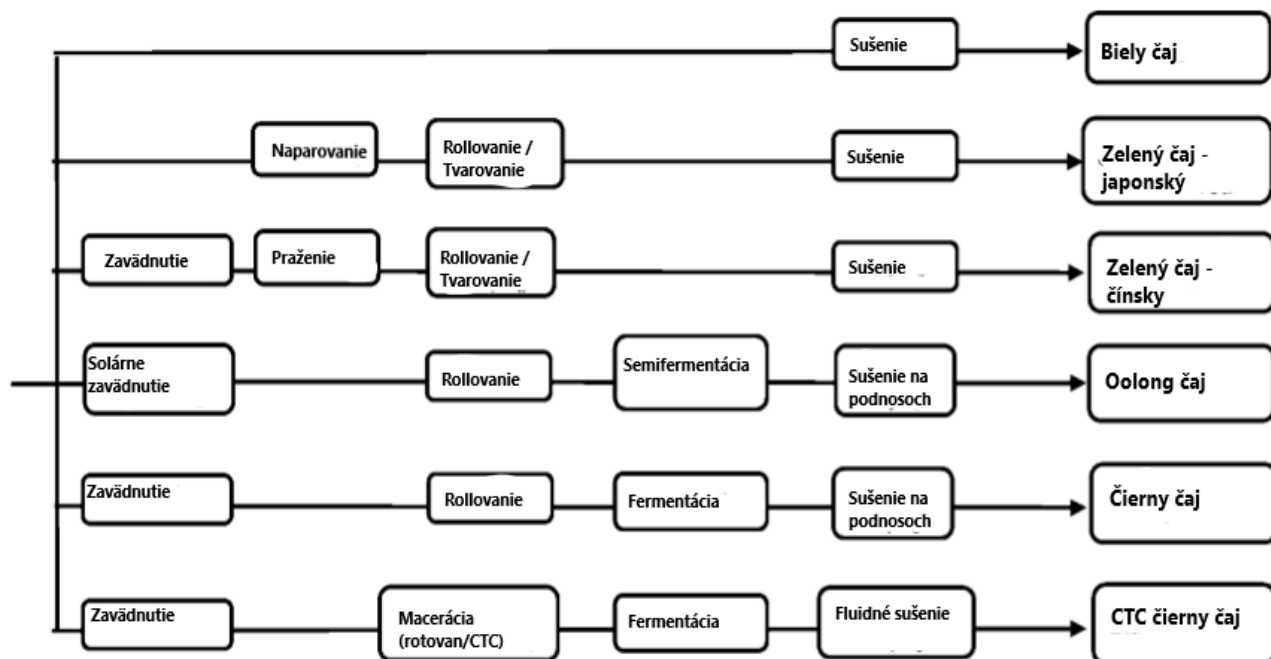 Sušenie
Biely čaj
Naparovanie
Rollovanie /
Tvarovanie
Sušenie
Zelený čaj -
japonský
Zavädnutie
Praženie
Rollovanie /
Tvarovanie
Sušenie
Zelený čaj -
čínsky
Solárne
zavädnutie
Rollovanie
Semifermentácia
Sušenie na
podnosoch
Oolong čaj
Zavädnutie
Rollovanie
Fermentácia
Sušenie na
podnosoch
Čierny čaj
Zavädnutie
Macerácia
(rotovan/CTC)
Fermentácia
Fluidné sušenie
CTC čierny čaj